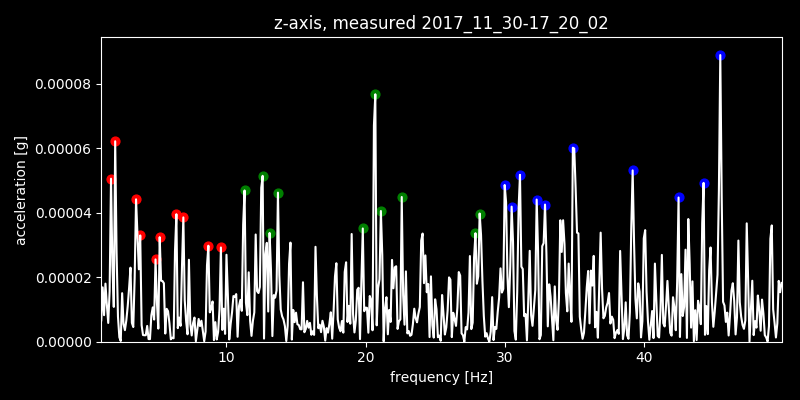 z-axis, measured 2017_11_30-17_20_02
acceleration [g]
0.00008
0.00006
0.00004
0.00002
0.00000
10 20 30 40
frequency [Hz]